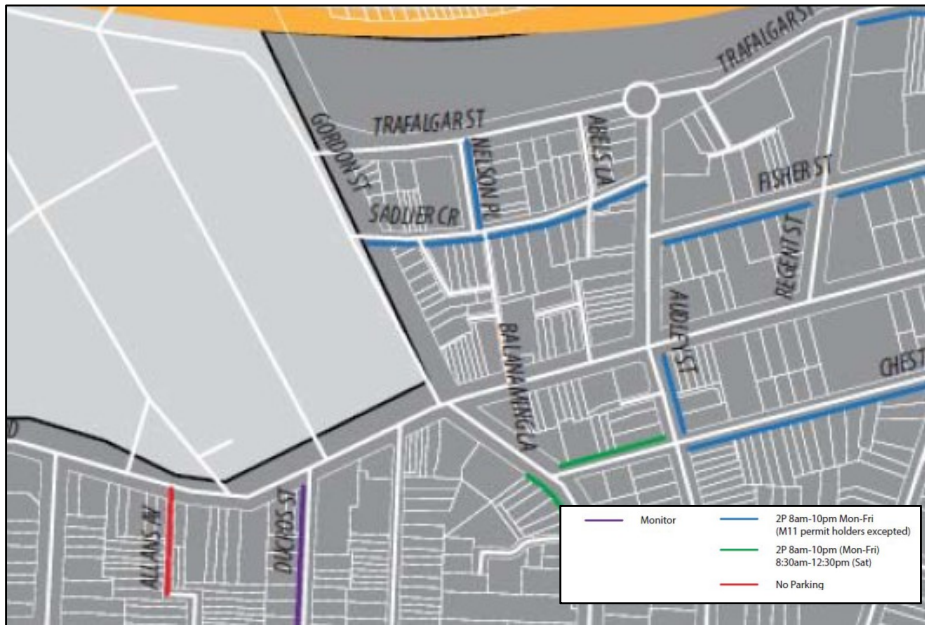 TRAFALGAR ST
TRAFALGAR ST
GORDON ST
NELSON PL
ABELS LA
FISHER ST
SADLIER CR
REGENT ST
AUDLEY ST
BALANAMING LA
CHEST
ALLANS AV
DUCROS ST
Monitor
2P 8am-10pm Mon-Fri
(M11 permit holders excepted)
2P 8am-10pm (Mon-Fri)
8:30am-12:30pm (Sat)
No Parking